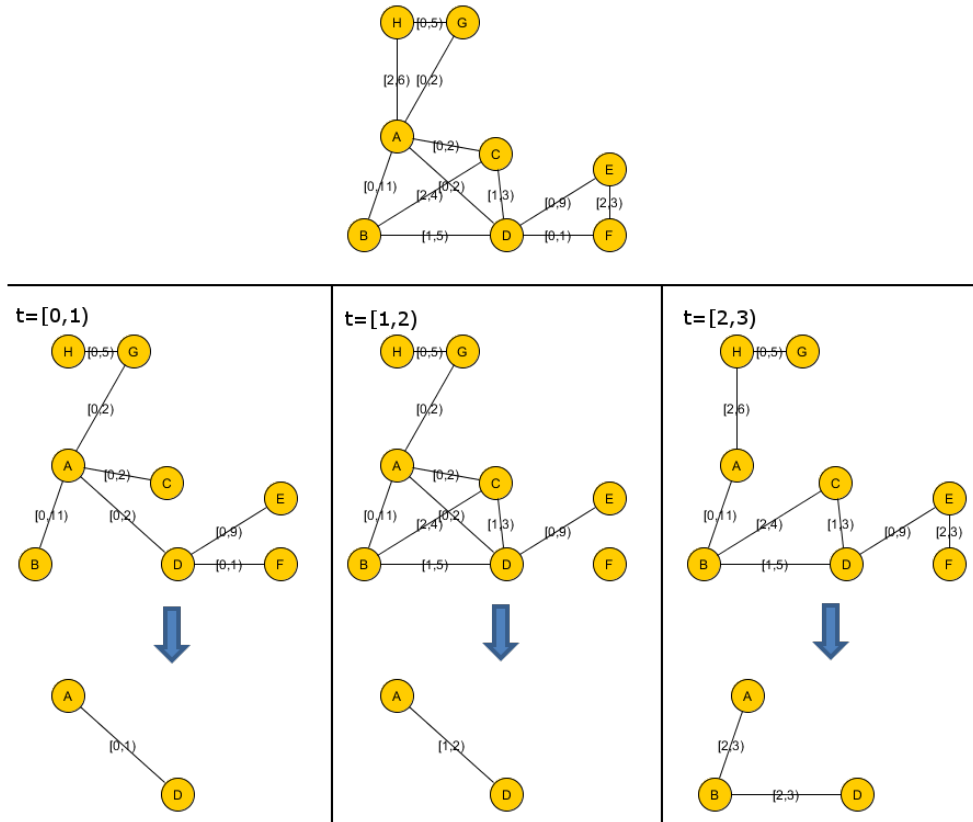 H [0,5) G
[2,6) [0,2)
A
[0,2) C
E
[0,11) [2,4) [0,2) [1,3) [0,9) [2,3)
B [1,5) D [0,1) F
t=[0,1)
H [0,5) G
[0,2)
A
[0,2) C
E
[0,11) [0,2) [0,9)
B D [0,1) F
A
[0,1)
D
t=[1,2)
H [0,5) G
[0,2)
A
[0,2) C
E
[0,11) [2,4) [0,2) [1,3) [0,9)
B [1,5) D F
A
[1,2)
D
t=[2,3)
H [0,5) G
[2,6)
A
C
E
[0,11) [2,4) [1,3) [0,9) [2,3)
B [1,5) D F
A
[2,3)
B [2,3) D